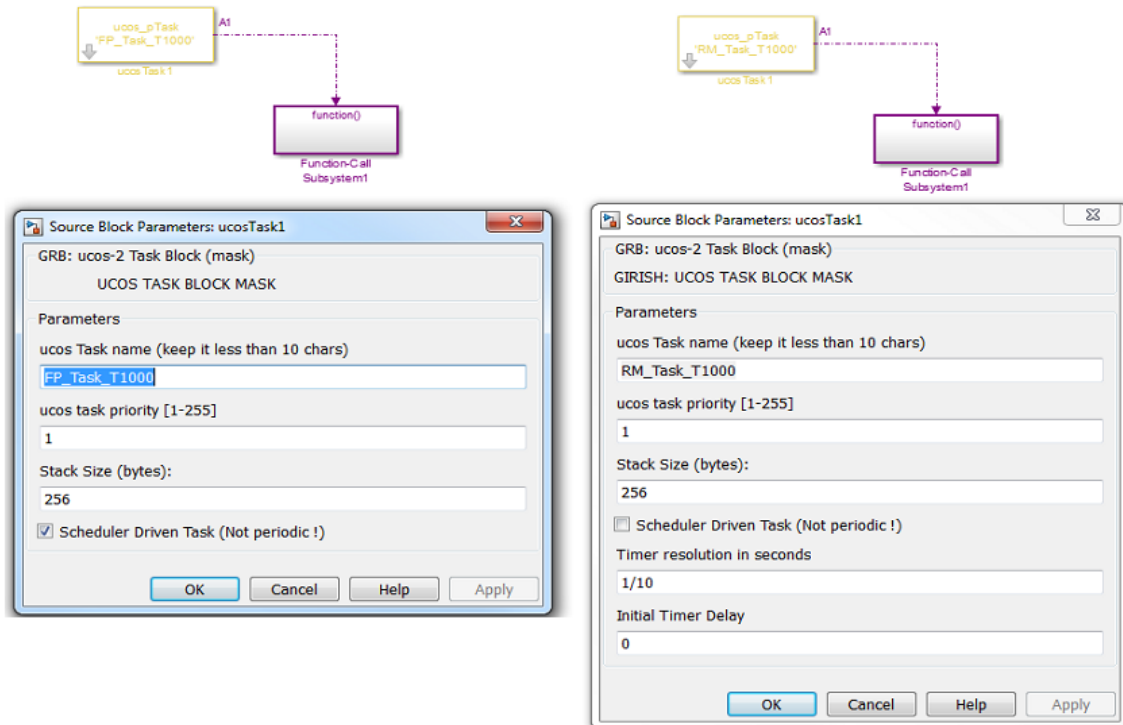 ucos_pTask
'FP_Task_T1000'
ucosTask1
A1
function()
Function-Call
Subsystem1
Source Block Parameters: ucosTask1
GRB: ucos-2 Task Block (mask)
UCOS TASK BLOCK MASK
Parameters
ucos Task name (keep it less than 10 chars)
FP_Task_T1000
ucos task priority [1-255]
1
Stack Size (bytes):
256
Scheduler Driven Task (Not periodic !)
OK
Cancel
Help
Apply
ucos_pTask
'RM_Task_T1000'
ucosTask1
A1
function()
Function-Call
Subsystem1
Source Block Parameters: ucosTask1
GRB: ucos-2 Task Block (mask)
GIRISH: UCOS TASK BLOCK MASK
Parameters
ucos Task name (keep it less than 10 chars)
RM_Task_T1000
ucos task priority [1-255]
1
Stack Size (bytes):
256
Scheduler Driven Task (Not periodic !)
Timer resolution in seconds
1/10
Initial Timer Delay
0
OK
Cancel
Help
Apply